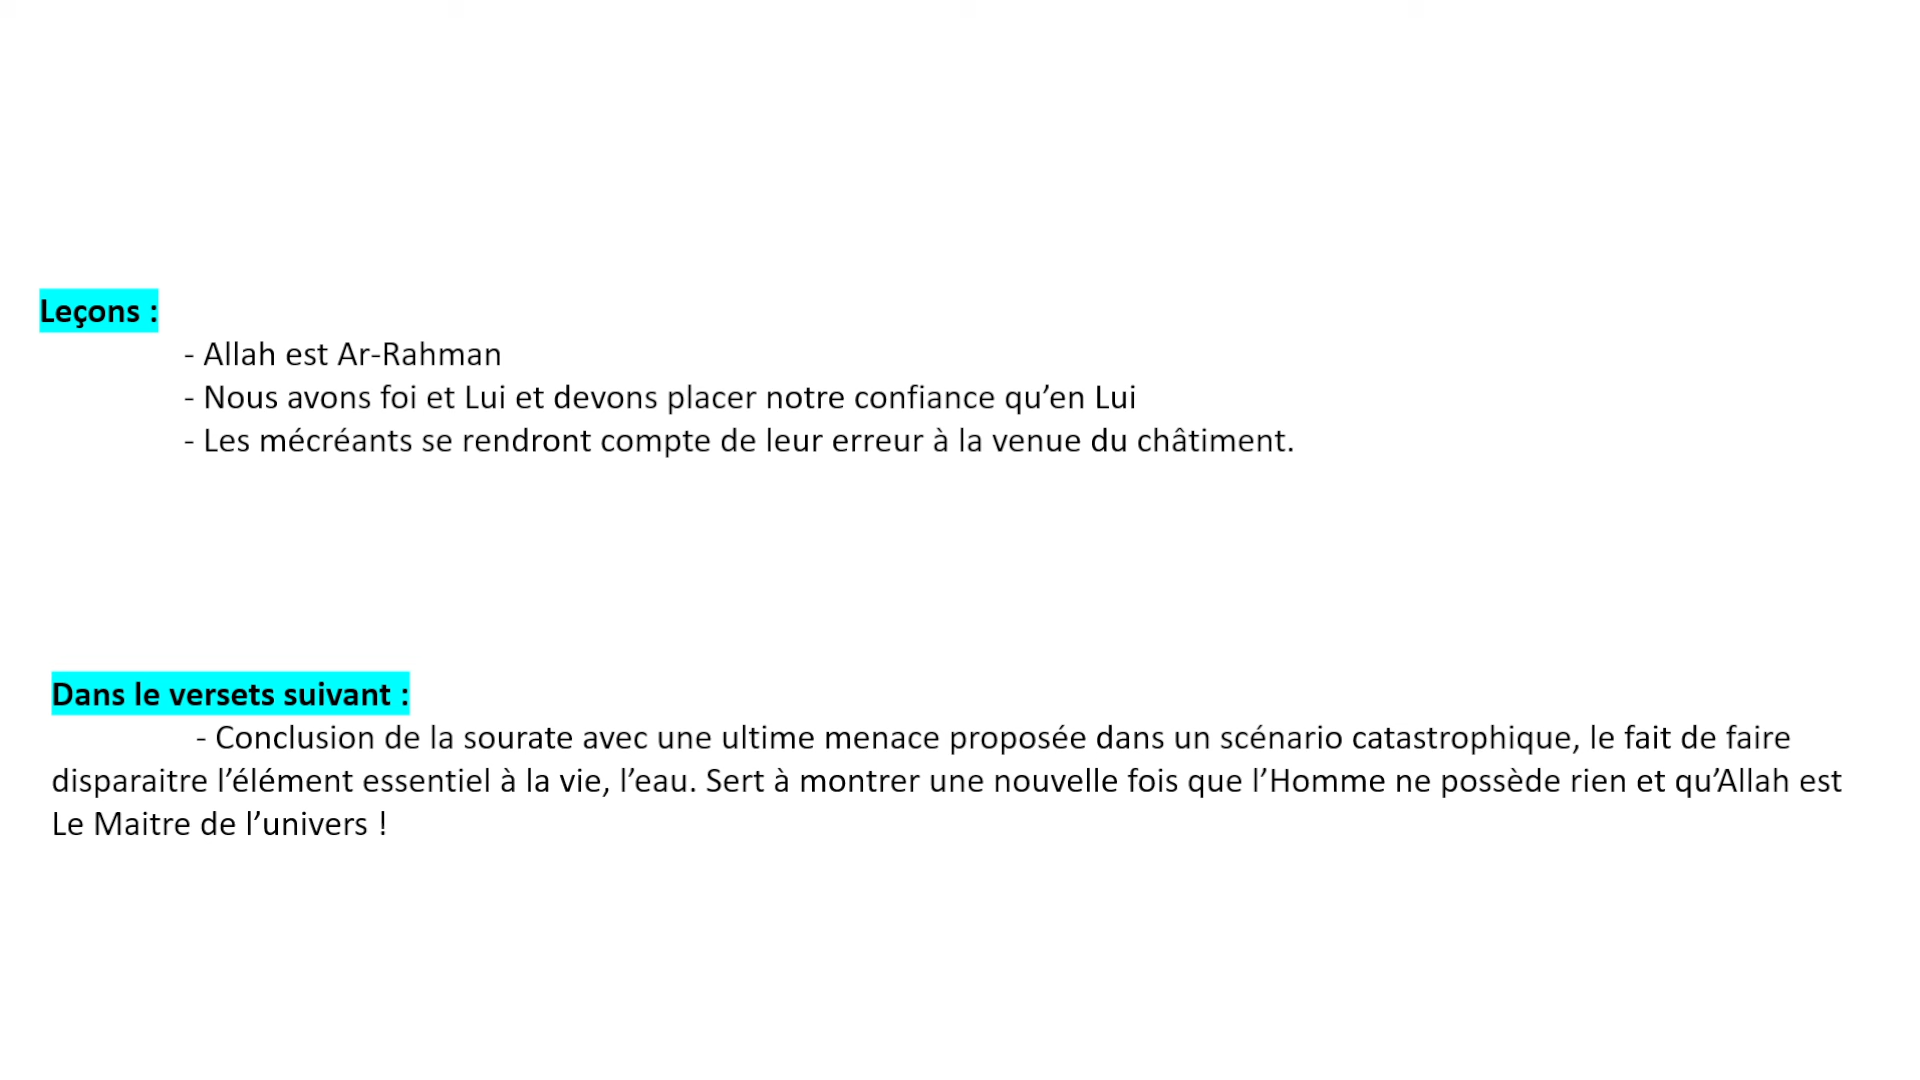 Leçons :
- Allah est Ar-Rahman
- Nous avons foi et Lui et devons placer notre confiance qu’en Lui
- Les mécréants se rendront compte de leur erreur à la venue du châtiment.
Dans le versets suivant :
- Conclusion de la sourate avec une ultime menace proposée dans un scénario catastrophique, le fait de faire
disparaitre l’élément essentiel à la vie, l’eau. Sert à montrer une nouvelle fois que l’Homme ne possède rien et qu’Allah est
Le Maitre de l’univers !